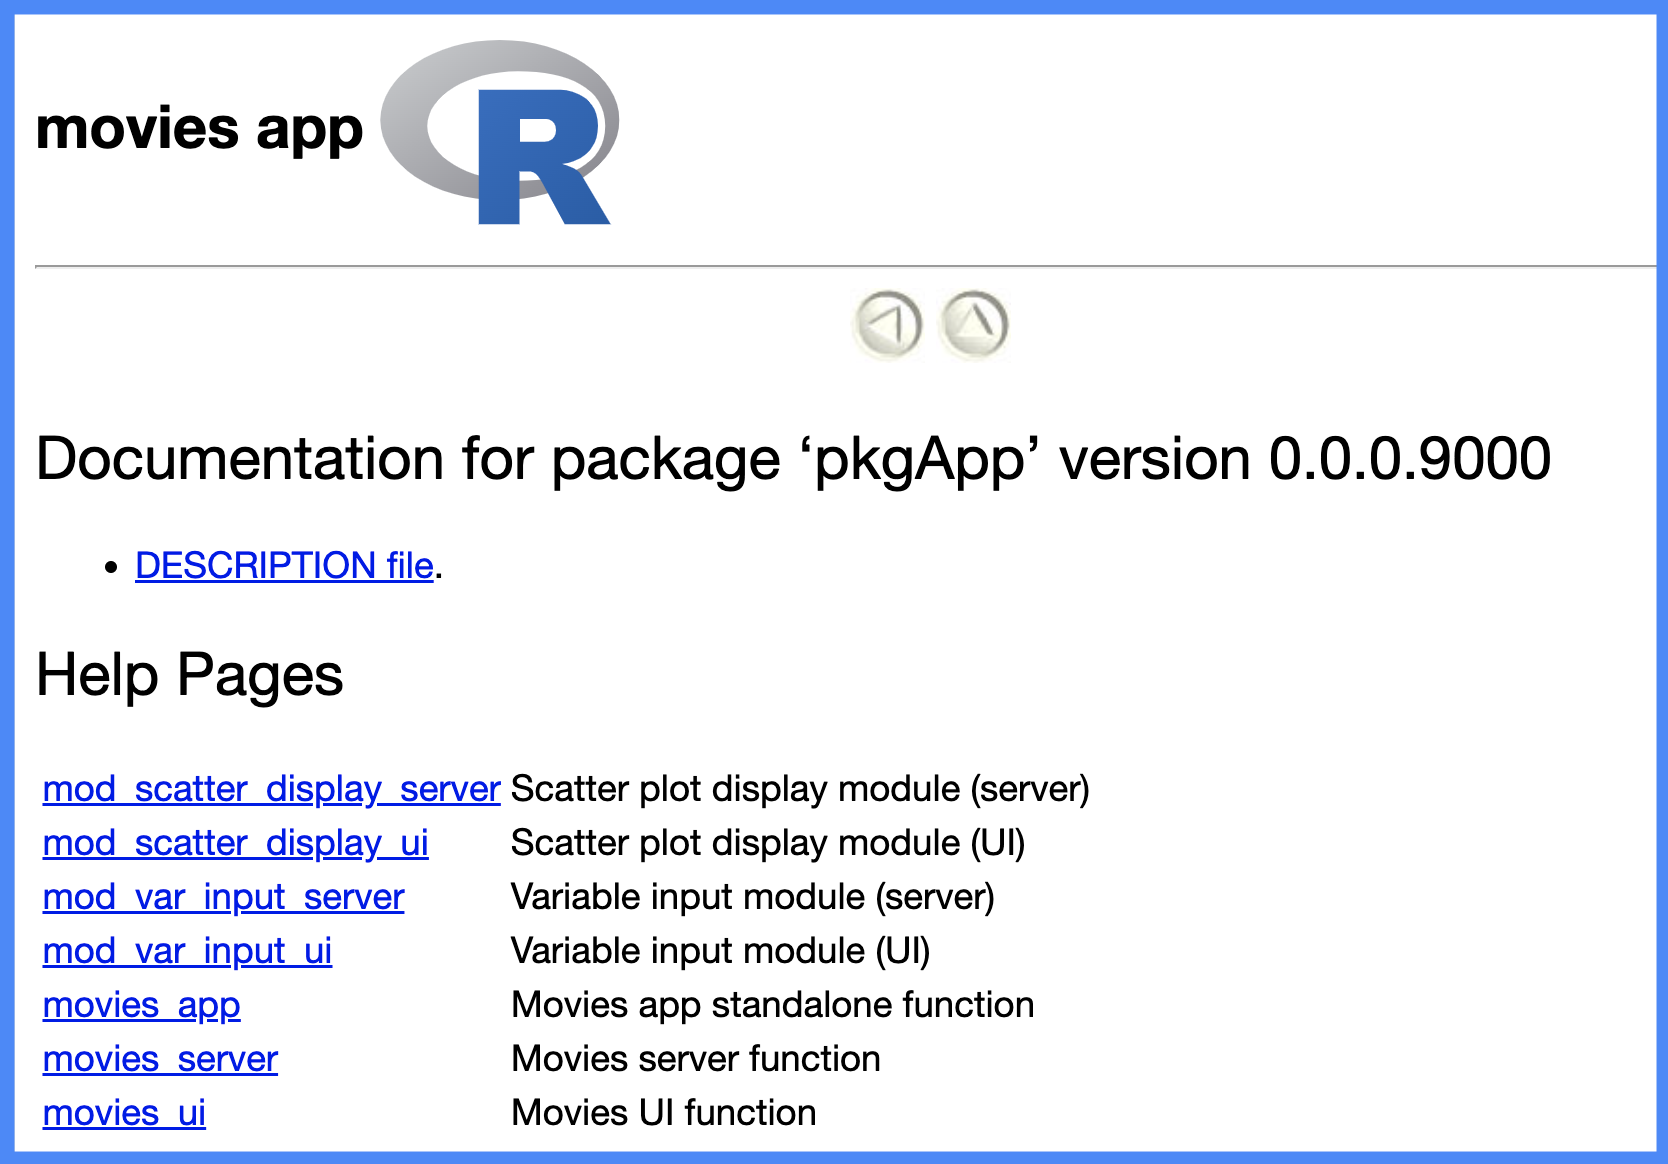 movies app R
Documentation for package ‘pkgApp’ version 0.0.0.9000
• DESCRIPTION file.
Help Pages
mod_scatter_display_server Scatter plot display module (server)
mod_scatter_display_ui Scatter plot display module (UI)
mod_var_input_server Variable input module (server)
mod_var_input_ui Variable input module (UI)
movies_app Movies app standalone function
movies_server Movies server function
movies_ui Movies UI function